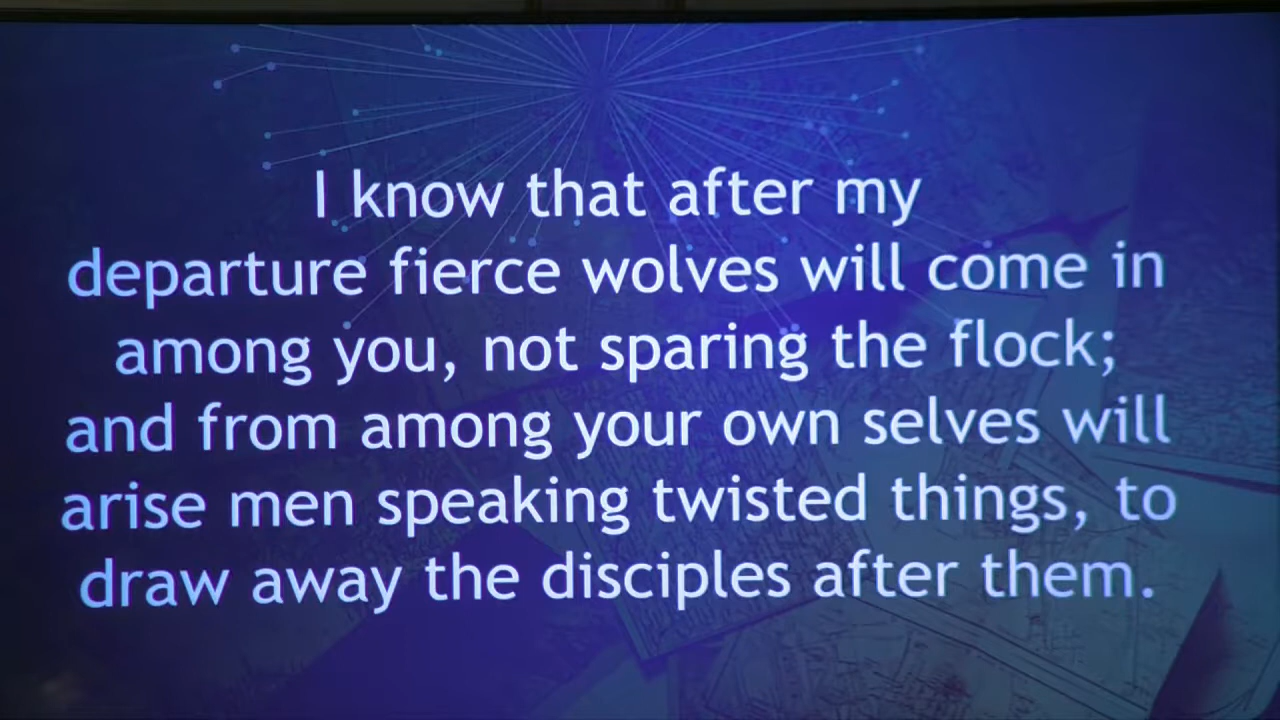 I know that after my
departure fierce wolves will come in
among you, not sparing the flock;
and from among your own selves will
arise men speaking twisted things, to
draw away the disciples after them.